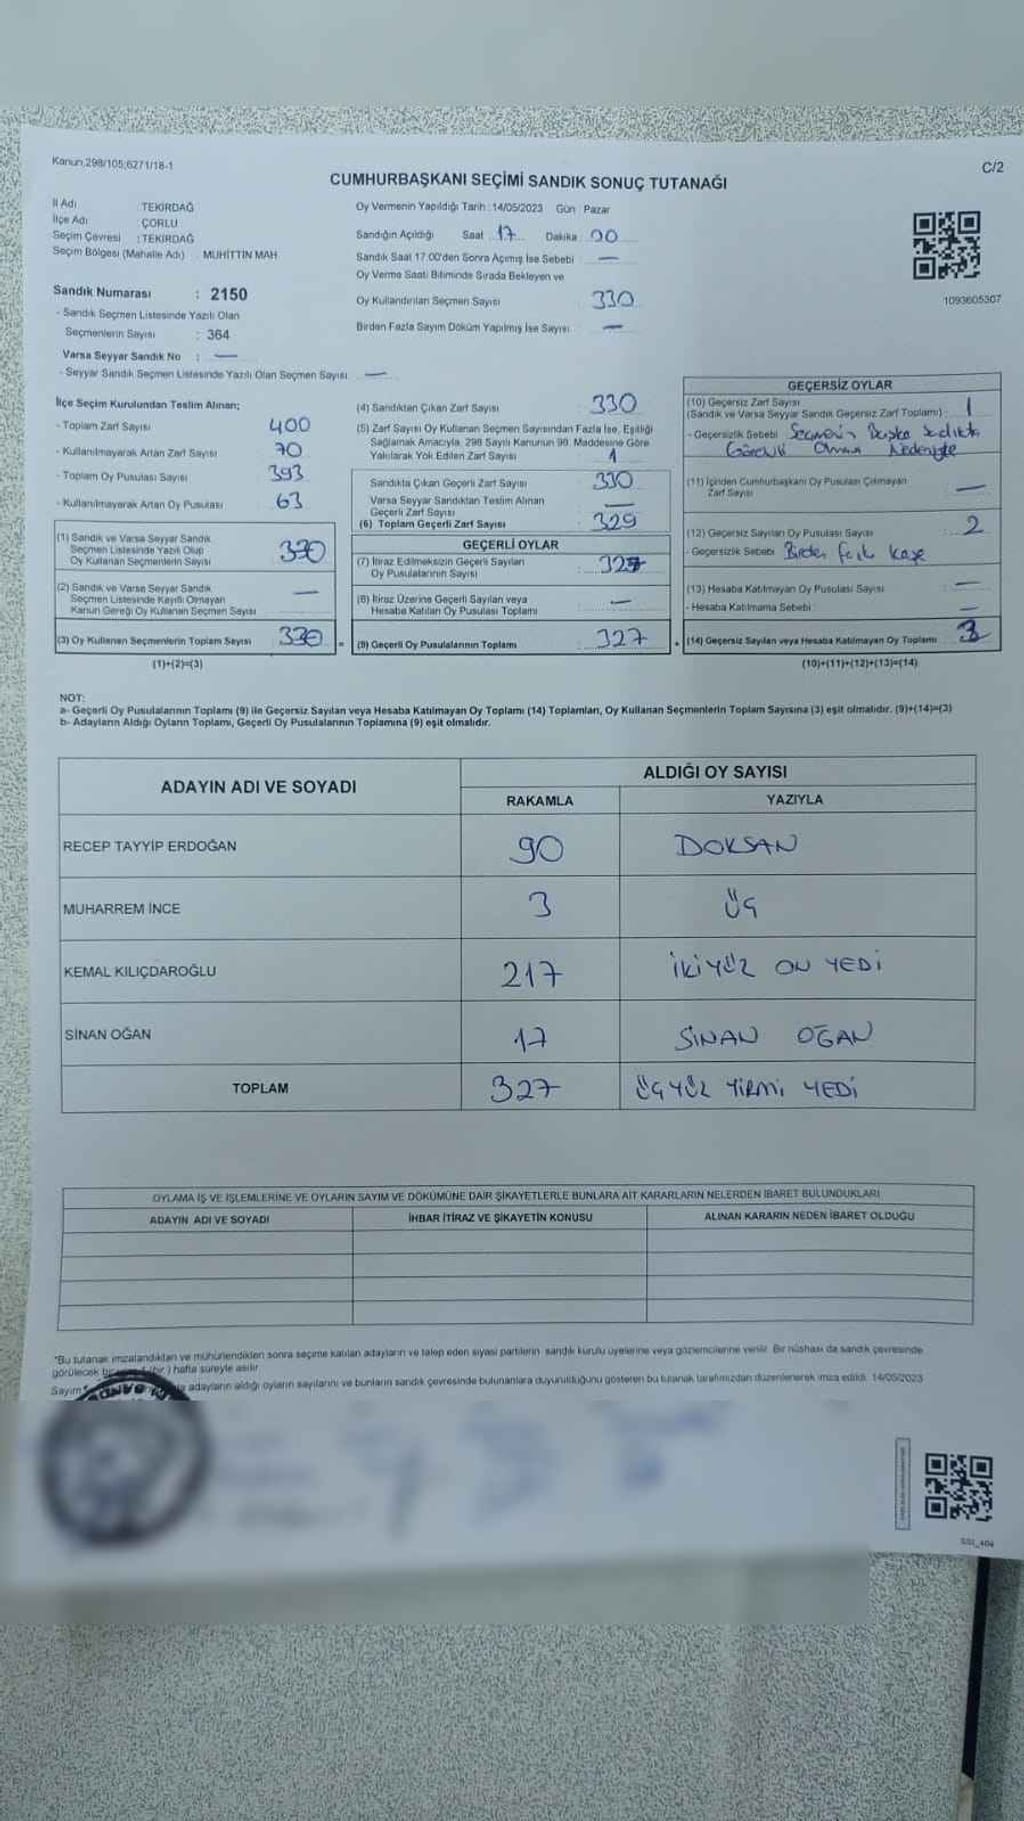 Kanun,298/105;6271/18-1
C/2
CUMHURBAŞKANI SEÇİMİ SANDIK SONUÇ TUTANAĞI
İl Adı TEKİRDAĞ
İlçe Adı ÇORLU
Seçim Çevresi : TEKİRDAĞ
Seçim Bölgesi (Mahalle Adı) MUHİTTİN MAH
Sandık Numarası : 2150
- Sandık Seçmen Listesinde Yazılı Olan
Seçmenlerin Sayısı : 364
Varsa Seyyar Sandık No : —
- Seyyar Sandık Seçmen Listesinde Yazılı Olan Seçmen Sayısı —
Oy Vermenin Yapıldığı Tarih : 14/05/2023 Gün Pazar
Sandığın Açıldığı Saat 17 Dakika 00
Sandık Saat 17.00'den Sonra Açılmış İse Sebebi —
Oy Verme Saati Bitiminde Sırada Bekleyen ve
Oy Kullandırılan Seçmen Sayısı 330
Birden Fazla Sayım Döküm Yapılmış İse Sayısı —
1093605307
İlçe Seçim Kurulundan Teslim Alınan;
- Toplam Zarf Sayısı 400
- Kullanılmayarak Artan Zarf Sayısı 70
- Toplam Oy Pusulası Sayısı 393
- Kullanılmayarak Artan Oy Pusulası 63
(1) Sandık ve Varsa Seyyar Sandık
Seçmen Listesinde Yazılı Olup
Oy Kullanan Seçmenlerin Sayısı 330
(2) Sandık ve Varsa Seyyar Sandık
Seçmen Listesinde Kayıtlı Olmayan
Kanun Gereği Oy Kullanan Seçmen Sayısı —
(3) Oy Kullanan Seçmenlerin Toplam Sayısı 330 =
(1)+(2)=(3)
(4) Sandıktan Çıkan Zarf Sayısı 330
(5) Zarf Sayısı Oy Kullanan Seçmen Sayısından Fazla İse, Eşitliği
Sağlamak Amacıyla, 298 Sayılı Kanunun 98. Maddesine Göre
Yakılarak Yok Edilen Zarf Sayısı 1
Sandıkta Çıkan Geçerli Zarf Sayısı 330
Varsa Seyyar Sandıktan Teslim Alınan
Geçerli Zarf Sayısı —
(6) Toplam Geçerli Zarf Sayısı 329
GEÇERLİ OYLAR
(7) İtiraz Edilmeksizin Geçerli Sayılan
Oy Pusulalarının Sayısı 327
(8) İtiraz Üzerine Geçerli Sayılan veya
Hesaba Katılan Oy Pusulası Toplamı —
(9) Geçerli Oy Pusulalarının Toplamı 327 +
GEÇERSİZ OYLAR
(10) Geçersiz Zarf Sayısı
(Sandık ve Varsa Seyyar Sandık Geçersiz Zarf Toplamı) : 1
- Geçersizlik Sebebi Seçmenin Başka Sandıkta
Görevli Olması Nedeniyle
(11) İçinden Cumhurbaşkanı Oy Pusulası Çıkmayan
Zarf Sayısı —
(12) Geçersiz Sayılan Oy Pusulası Sayısı 2
- Geçersizlik Sebebi Birden fazla kaşe
(13) Hesaba Katılmayan Oy Pusulası Sayısı —
- Hesaba Katılmama Sebebi —
(14) Geçersiz Sayılan veya Hesaba Katılmayan Oy Toplamı 3
(10)+(11)+(12)+(13)=(14)
NOT:
a- Geçerli Oy Pusulalarının Toplamı (9) ile Geçersiz Sayılan veya Hesaba Katılmayan Oy Toplamı (14) Toplamları, Oy Kullanan Seçmenlerin Toplam Sayısına (3) eşit olmalıdır. (9)+(14)=(3)
b- Adayların Aldığı Oyların Toplamı, Geçerli Oy Pusulalarının Toplamına (9) eşit olmalıdır.
ADAYIN ADI VE SOYADI
ALDIĞI OY SAYISI
RAKAMLA YAZIYLA
RECEP TAYYİP ERDOĞAN 90 DOKSAN
MUHARREM İNCE 3 ÜÇ
KEMAL KILIÇDAROĞLU 217 İKİYÜZ ON YEDİ
SİNAN OĞAN 17 SİNAN OĞAN
TOPLAM 327 ÜÇYÜZ YİRMİ YEDİ
OYLAMA İŞ VE İŞLEMLERİNE VE OYLARIN SAYIM VE DÖKÜMÜNE DAİR ŞİKAYETLERLE BUNLARA AİT KARARLARIN NELERDEN İBARET BULUNDUKLARI
ADAYIN ADI VE SOYADI İHBAR İTİRAZ VE ŞİKAYETİN KONUSU ALINAN KARARIN NEDEN İBARET OLDUĞU
*Bu tutanak imzalandıktan ve mühürlendikten sonra seçime katılan adayların ve talep eden siyasi partilerin sandık kurulu üyelerine veya gözlemcilerine verilir. Bir nüshası da sandık çevresinde
görülecek bir (bir) hafta süreyle asılır.
Sayım adayların aldığı oyların sayılarını ve bunların sandık çevresinde bulunanlara duyurulduğunu gösteren bu tutanak tarafımızdan düzenlenerek imza edildi. 14/05/2023